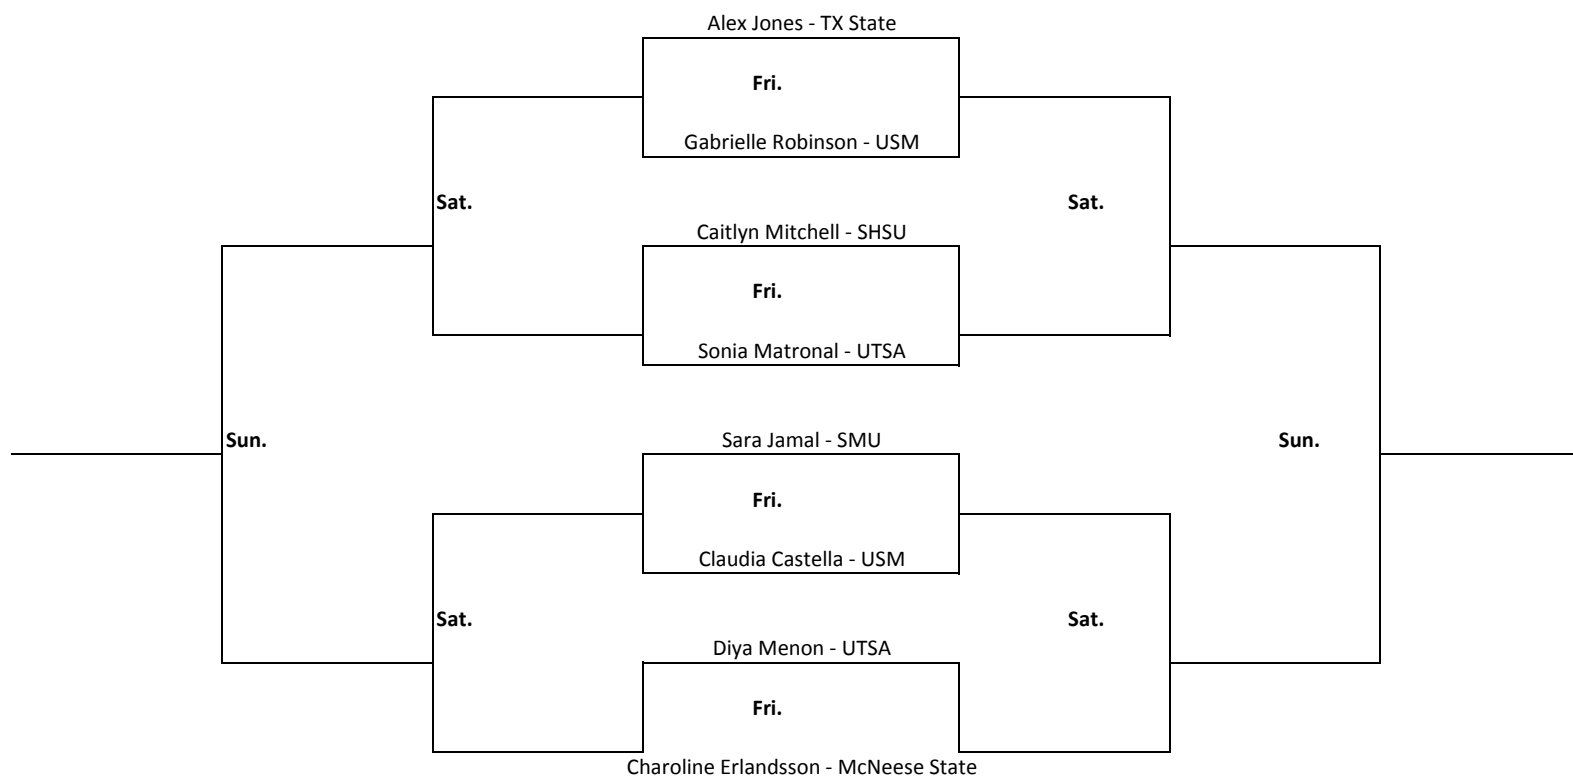 Alex Jones - TX State
Fri.
Gabrielle Robinson - USM
Sat.
Sat.
Caitlyn Mitchell - SHSU
Fri.
Sonia Matronal - UTSA
Sun.
Sara Jamal - SMU
Sun.
Fri.
Claudia Castella - USM
Sat.
Sat.
Diya Menon - UTSA
Fri.
Charoline Erlandsson - McNeese State